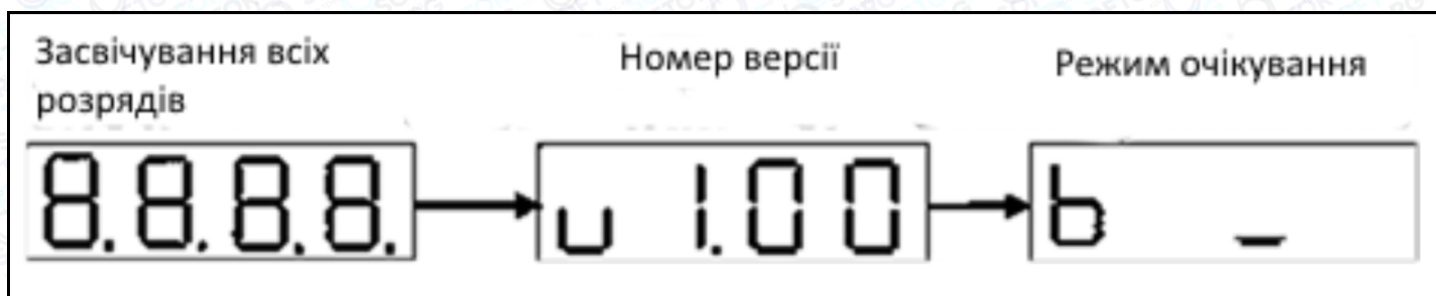 Засвічування всіх
розрядів
Номер версії
Режим очікування
8.8.8.8.
u 1.00
b _